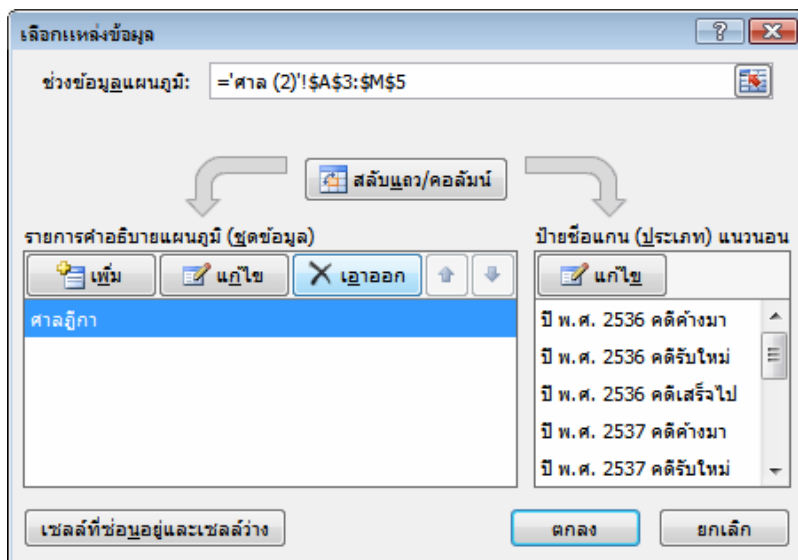 เลือกแหล่งข้อมูล
ช่วงข้อมูลแผนภูมิ: ='ศาล (2)'!$A$3:$M$5
สลับแถว/คอลัมน์
รายการคำอธิบายแผนภูมิ (ชุดข้อมูล)
ป้ายชื่อแกน (ประเภท) แนวนอน
เพิ่ม แก้ไข เอาออก แก้ไข
ศาลฎีกา
ปี พ.ศ. 2536 คดีค้างมา
ปี พ.ศ. 2536 คดีรับใหม่
ปี พ.ศ. 2536 คดีเสร็จไป
ปี พ.ศ. 2537 คดีค้างมา
ปี พ.ศ. 2537 คดีรับใหม่
เซลล์ที่ซ่อนอยู่และเซลล์ว่าง ตกลง ยกเลิก